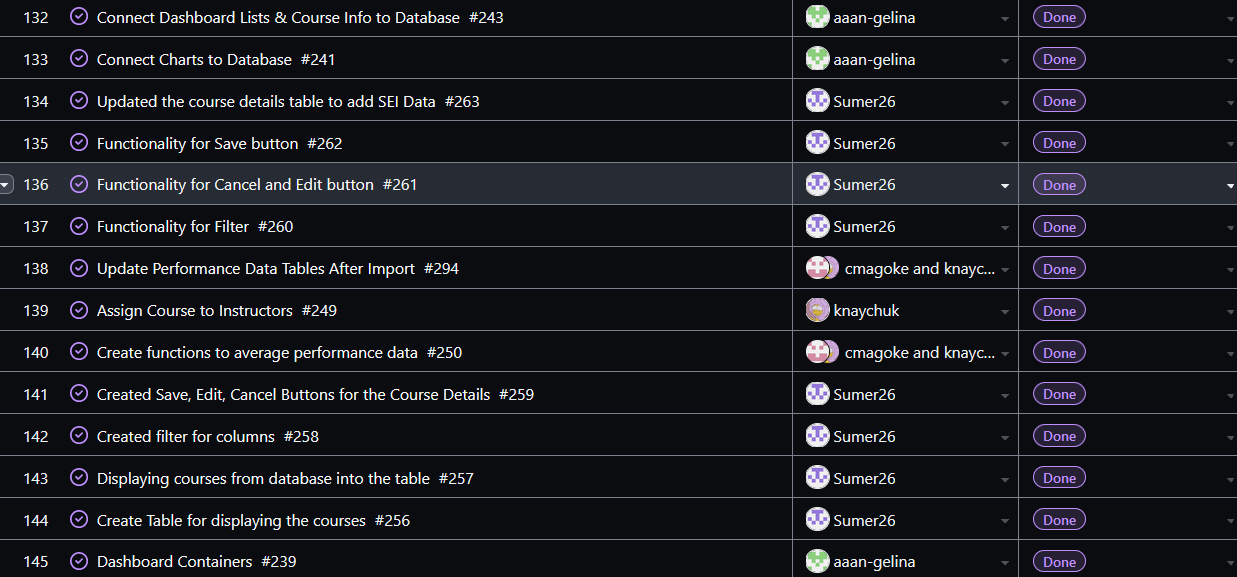 132 Connect Dashboard Lists & Course Info to Database #243 aaan-gelina Done
133 Connect Charts to Database #241 aaan-gelina Done
134 Updated the course details table to add SEI Data #263 Sumer26 Done
135 Functionality for Save button #262 Sumer26 Done
136 Functionality for Cancel and Edit button #261 Sumer26 Done
137 Functionality for Filter #260 Sumer26 Done
138 Update Performance Data Tables After Import #294 cmagoke and knayc... Done
139 Assign Course to Instructors #249 knaychuk Done
140 Create functions to average performance data #250 cmagoke and knayc... Done
141 Created Save, Edit, Cancel Buttons for the Course Details #259 Sumer26 Done
142 Created filter for columns #258 Sumer26 Done
143 Displaying courses from database into the table #257 Sumer26 Done
144 Create Table for displaying the courses #256 Sumer26 Done
145 Dashboard Containers #239 aaan-gelina Done